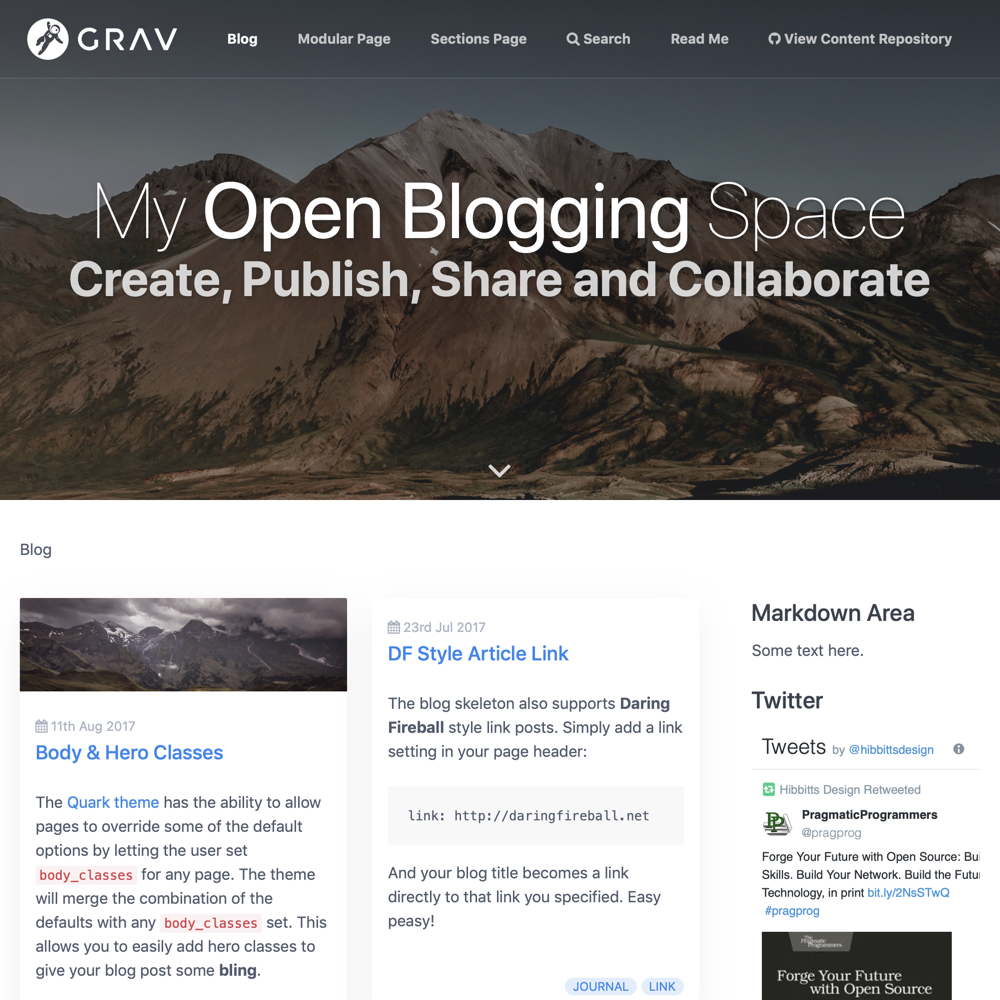 GRAV
Blog
Modular Page
Sections Page
Search
Read Me
View Content Repository
My Open Blogging Space
Create, Publish, Share and Collaborate
Blog
11th Aug 2017
Body & Hero Classes
The Quark theme has the ability to allow
pages to override some of the default
options by letting the user set
body_classes for any page. The theme
will merge the combination of the
defaults with any body_classes set. This
allows you to easily add hero classes to
give your blog post some bling.
23rd Jul 2017
DF Style Article Link
The blog skeleton also supports Daring
Fireball style link posts. Simply add a link
setting in your page header:
link: http://daringfireball.net
And your blog title becomes a link
directly to that link you specified. Easy
peasy!
JOURNAL
LINK
Markdown Area
Some text here.
Twitter
Tweets by @hibbittsdesign
Hibbitts Design Retweeted
PragmaticProgrammers
@pragprog
Forge Your Future with Open Source: Bui
Skills. Build Your Network. Build the Futu
Technology, in print bit.ly/2NsSTwQ
#pragprog
The
Pragmatic
Programmers
Forge Your Future
with Open Source